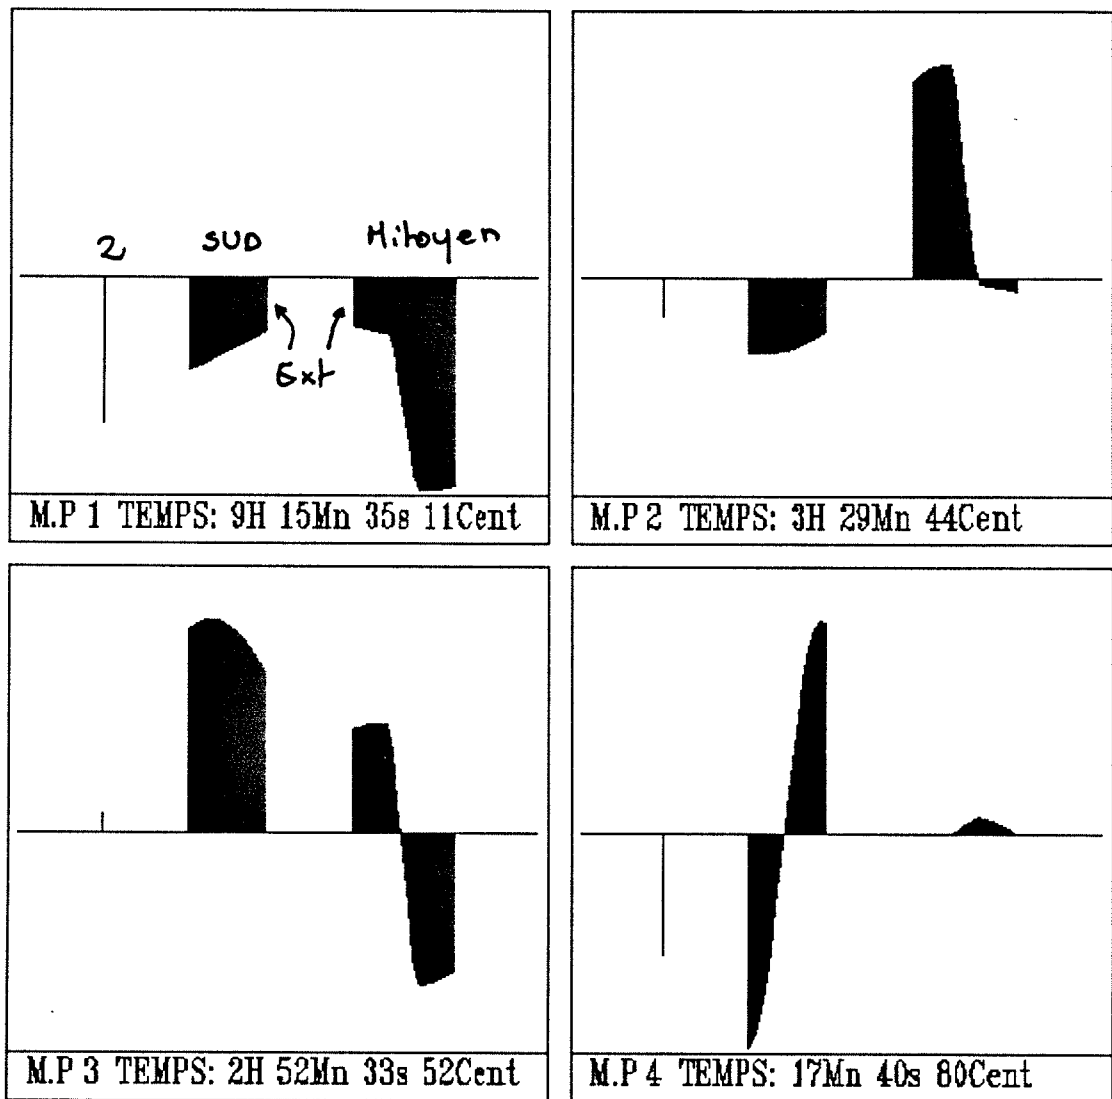 2 SUD Mitoyen
Ext
M.P 1 TEMPS: 9H 15Mn 35s 11Cent
M.P 2 TEMPS: 3H 29Mn 44Cent
M.P 3 TEMPS: 2H 52Mn 33s 52Cent
M.P 4 TEMPS: 17Mn 40s 80Cent